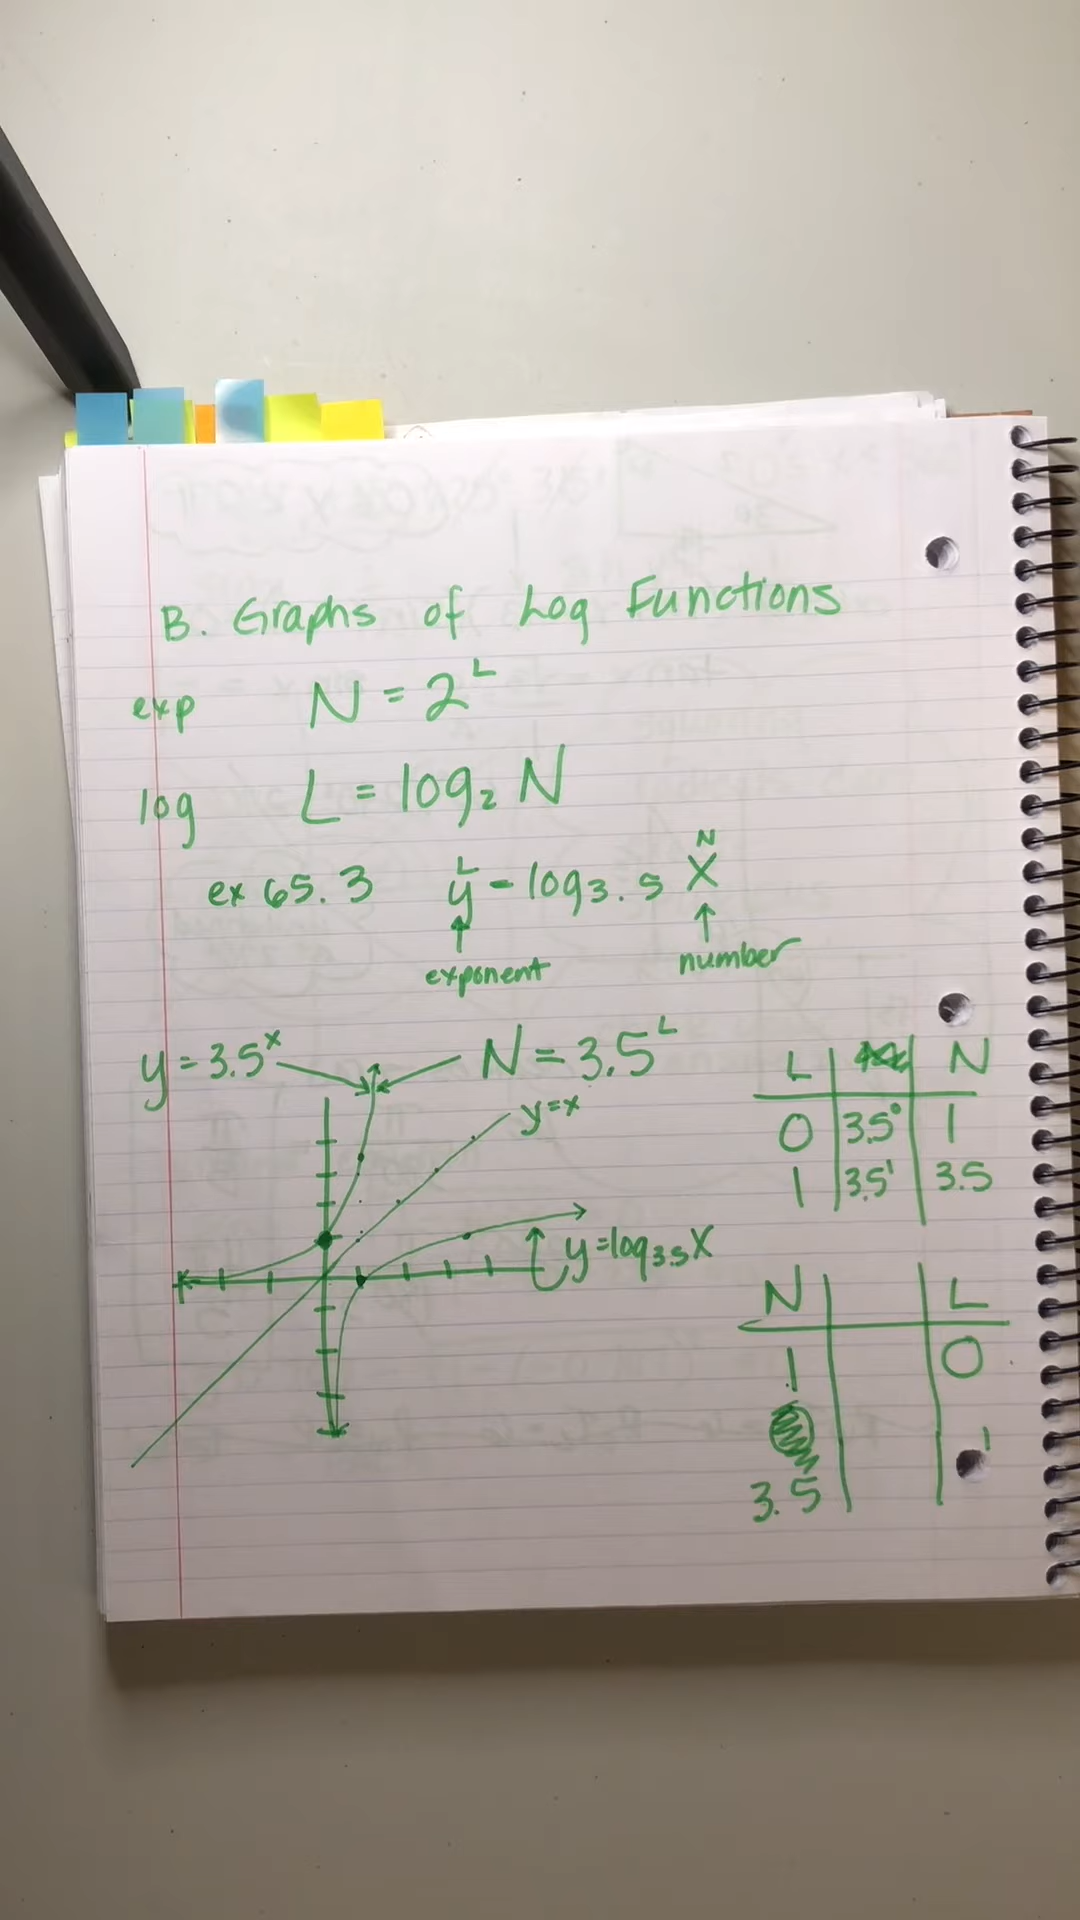 B. Graphs of Log Functions
exp N = 2^L
log L = log₂ N
L N
ex 65.3 y = log₃.₅ X
↑ ↑
exponent number
y = 3.5^x N = 3.5^L
y=x
y=log₃.₅X
L | | N
0 | 3.5⁰ | 1
1 | 3.5¹ | 3.5
N | | L
1 | | 0
3.5 | | 1